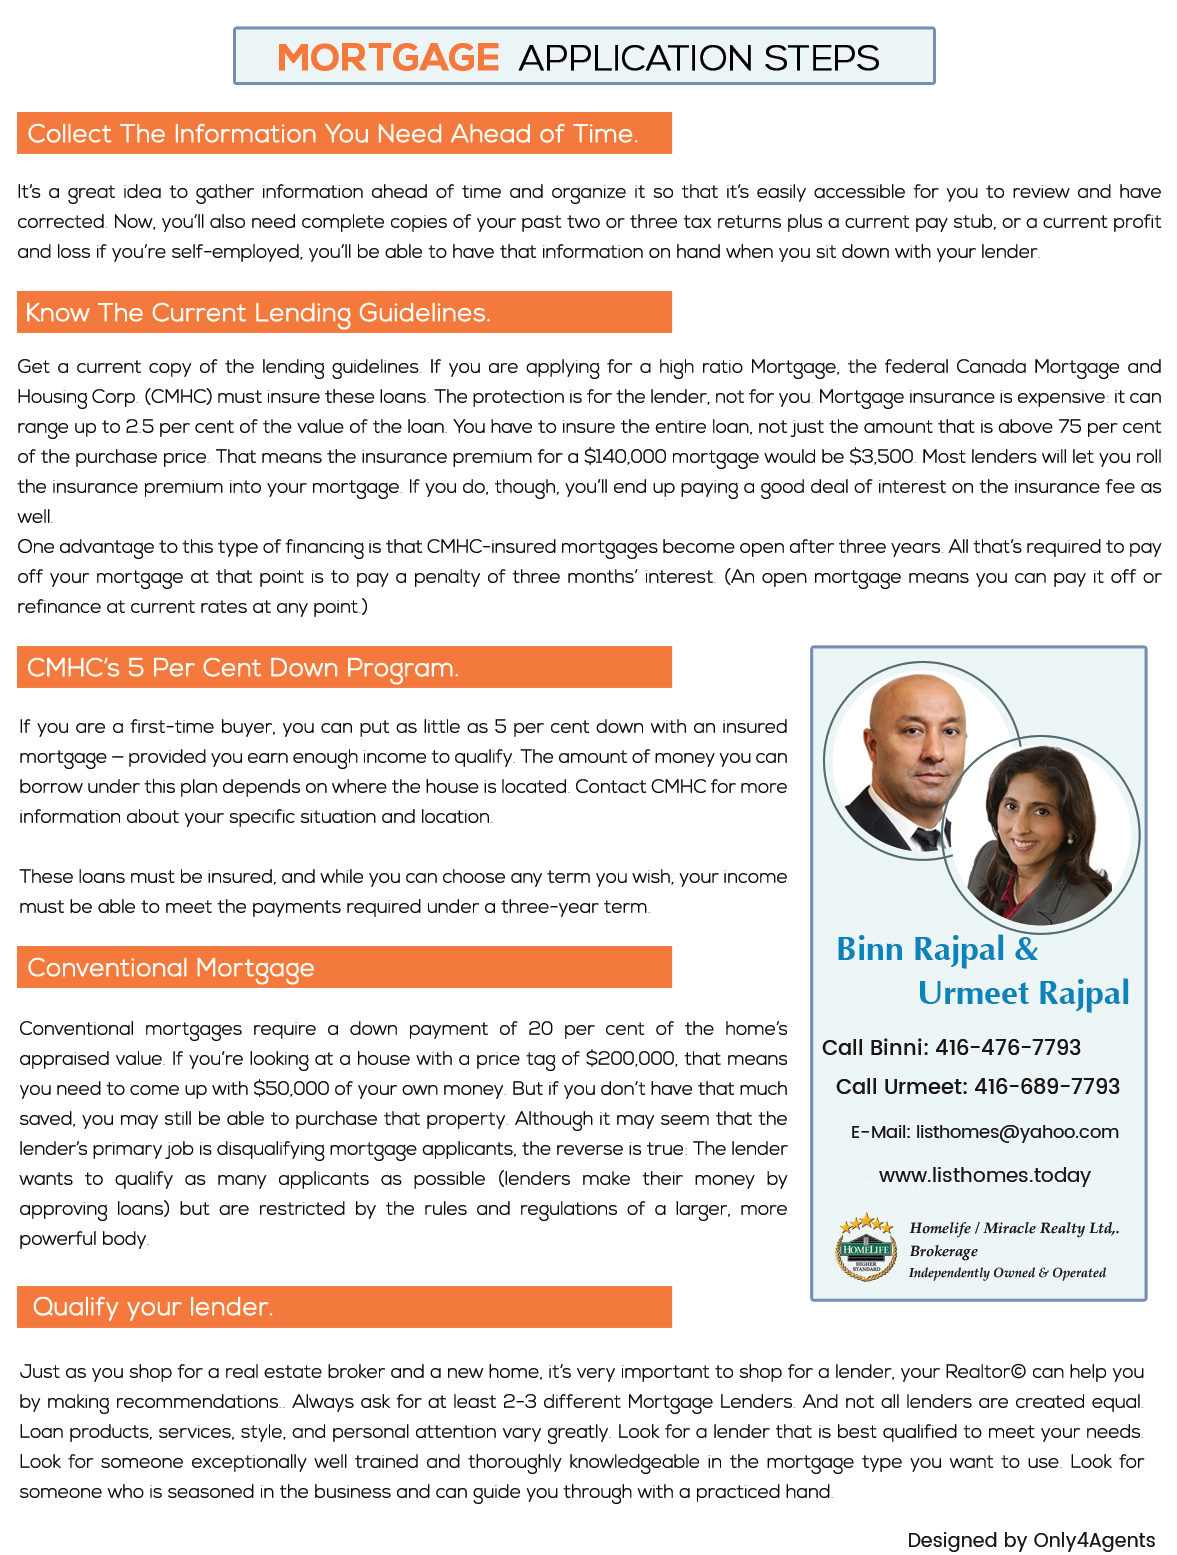 MORTGAGE APPLICATION STEPS
Collect The Information You Need Ahead of Time.
It's a great idea to gather information ahead of time and organize it so that it's easily accessible for you to review and have
corrected. Now, you'll also need complete copies of your past two or three tax returns plus a current pay stub, or a current profit
and loss if you're self-employed, you'll be able to have that information on hand when you sit down with your lender.
Know The Current Lending Guidelines.
Get a current copy of the lending guidelines. If you are applying for a high ratio Mortgage, the federal Canada Mortgage and
Housing Corp. (CMHC) must insure these loans. The protection is for the lender, not for you. Mortgage insurance is expensive: it can
range up to 2.5 per cent of the value of the loan. You have to insure the entire loan, not just the amount that is above 75 per cent
of the purchase price. That means the insurance premium for a $140,000 mortgage would be $3,500. Most lenders will let you roll
the insurance premium into your mortgage. If you do, though, you'll end up paying a good deal of interest on the insurance fee as
well.
One advantage to this type of financing is that CMHC-insured mortgages become open after three years. All that's required to pay
off your mortgage at that point is to pay a penalty of three months' interest. (An open mortgage means you can pay it off or
refinance at current rates at any point.)
CMHC's 5 Per Cent Down Program.
If you are a first-time buyer, you can put as little as 5 per cent down with an insured
mortgage – provided you earn enough income to qualify. The amount of money you can
borrow under this plan depends on where the house is located. Contact CMHC for more
information about your specific situation and location.
These loans must be insured, and while you can choose any term you wish, your income
must be able to meet the payments required under a three-year term.
Conventional Mortgage
Conventional mortgages require a down payment of 20 per cent of the home's
appraised value. If you're looking at a house with a price tag of $200,000, that means
you need to come up with $50,000 of your own money. But if you don't have that much
saved, you may still be able to purchase that property. Although it may seem that the
lender's primary job is disqualifying mortgage applicants, the reverse is true: The lender
wants to qualify as many applicants as possible (lenders make their money by
approving loans) but are restricted by the rules and regulations of a larger, more
powerful body.
Binn Rajpal &
Urmeet Rajpal
Call Binni: 416-476-7793
Call Urmeet: 416-689-7793
E-Mail: listhomes@yahoo.com
www.listhomes.today
HOMELIFE
HIGHER
STANDARD
Homelife / Miracle Realty Ltd,.
Brokerage
Independently Owned & Operated
Qualify your lender.
Just as you shop for a real estate broker and a new home, it's very important to shop for a lender, your Realtor© can help you
by making recommendations.. Always ask for at least 2-3 different Mortgage Lenders. And not all lenders are created equal.
Loan products, services, style, and personal attention vary greatly. Look for a lender that is best qualified to meet your needs.
Look for someone exceptionally well trained and thoroughly knowledgeable in the mortgage type you want to use. Look for
someone who is seasoned in the business and can guide you through with a practiced hand.
Designed by Only4Agents